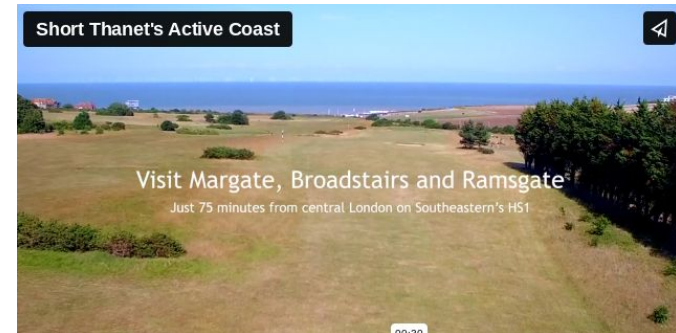 Short Thanet's Active Coast
Visit Margate, Broadstairs and Ramsgate
Just 75 minutes from central London on Southeastern's HS1